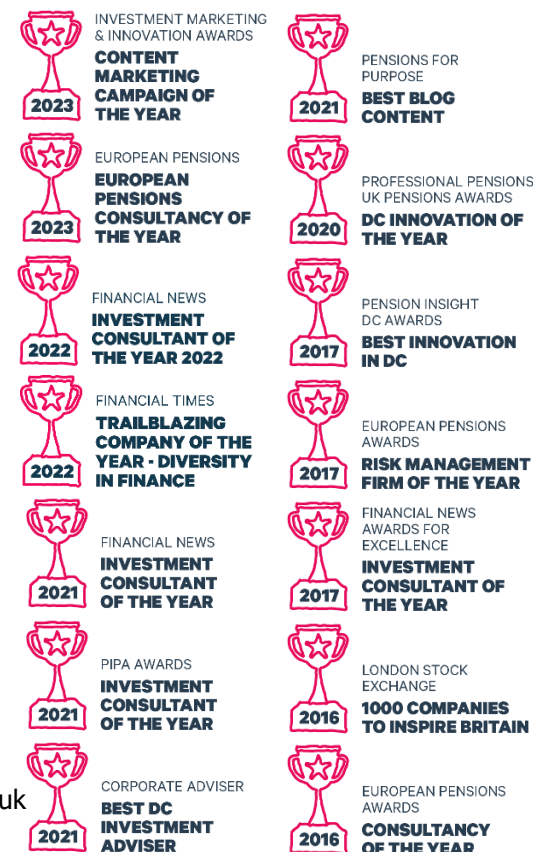 INVESTMENT MARKETING
& INNOVATION AWARDS
CONTENT
MARKETING
CAMPAIGN OF
THE YEAR
2023
EUROPEAN PENSIONS
EUROPEAN
PENSIONS
CONSULTANCY OF
THE YEAR
2023
FINANCIAL NEWS
INVESTMENT
CONSULTANT OF
THE YEAR 2022
2022
FINANCIAL TIMES
TRAILBLAZING
COMPANY OF THE
YEAR - DIVERSITY
IN FINANCE
2022
FINANCIAL NEWS
INVESTMENT
CONSULTANT
OF THE YEAR
2021
PIPA AWARDS
INVESTMENT
CONSULTANT
OF THE YEAR
2021
CORPORATE ADVISER
BEST DC
INVESTMENT
ADVISER
2021
uk
PENSIONS FOR
PURPOSE
BEST BLOG
CONTENT
2021
PROFESSIONAL PENSIONS
UK PENSIONS AWARDS
DC INNOVATION OF
THE YEAR
2020
PENSION INSIGHT
DC AWARDS
BEST INNOVATION
IN DC
2017
EUROPEAN PENSIONS
AWARDS
RISK MANAGEMENT
FIRM OF THE YEAR
2017
FINANCIAL NEWS
AWARDS FOR
EXCELLENCE
INVESTMENT
CONSULTANT OF
THE YEAR
2017
LONDON STOCK
EXCHANGE
1000 COMPANIES
TO INSPIRE BRITAIN
2016
EUROPEAN PENSIONS
AWARDS
CONSULTANCY
OF THE YEAR
2016